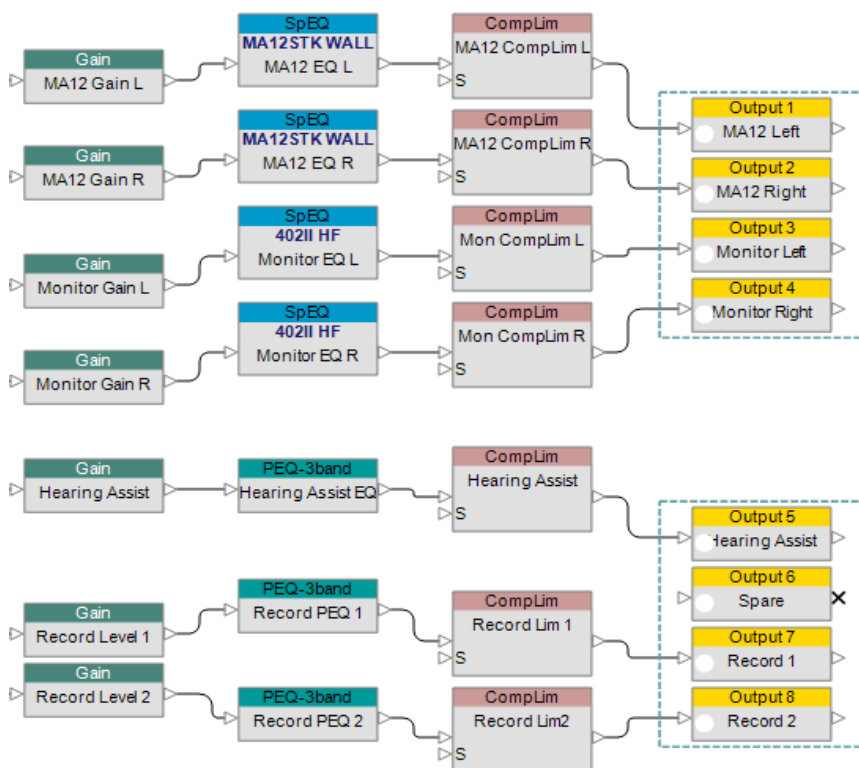 Gain
MA12 Gain L
SpEQ
MA12STK WALL
MA12 EQ L
CompLim
MA12 CompLim L
S
Output 1
MA12 Left
Gain
MA12 Gain R
SpEQ
MA12STK WALL
MA12 EQ R
CompLim
MA12 CompLim R
S
Output 2
MA12 Right
Gain
Monitor Gain L
SpEQ
402II HF
Monitor EQ L
CompLim
Mon CompLim L
S
Output 3
Monitor Left
Gain
Monitor Gain R
SpEQ
402II HF
Monitor EQ R
CompLim
Mon CompLim R
S
Output 4
Monitor Right
Gain
Hearing Assist
PEQ-3band
Hearing Assist EQ
CompLim
Hearing Assist
S
Output 5
Hearing Assist
Output 6
Spare
Gain
Record Level 1
PEQ-3band
Record PEQ 1
CompLim
Record Lim 1
S
Output 7
Record 1
Gain
Record Level 2
PEQ-3band
Record PEQ 2
CompLim
Record Lim2
S
Output 8
Record 2